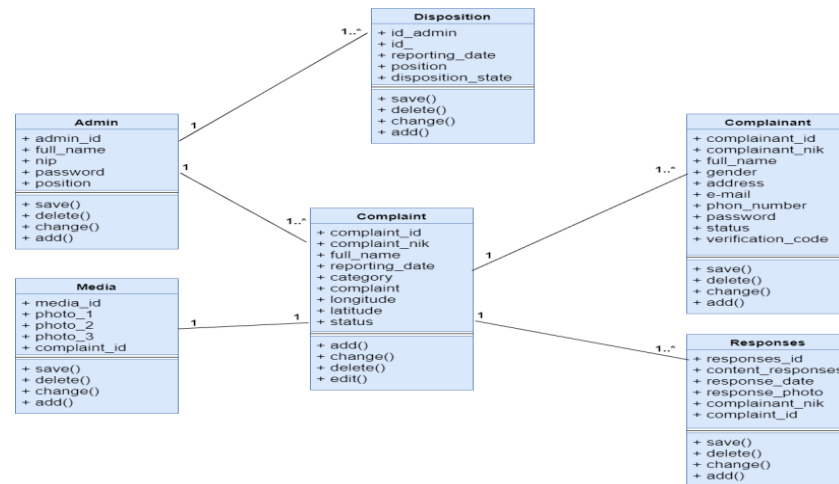 Disposition
+ id_admin
+ id_
+ reporting_date
+ position
+ disposition_state
+ save()
+ delete()
+ change()
+ add()
1..*
1
Admin
+ admin_id
+ full_name
+ nip
+ password
+ position
+ save()
+ delete()
+ change()
+ add()
1
1..*
Complaint
+ complaint_id
+ complaint_nik
+ full_name
+ reporting_date
+ category
+ complaint
+ longitude
+ latitude
+ status
+ add()
+ change()
+ delete()
+ edit()
Media
+ media_id
+ photo_1
+ photo_2
+ photo_3
+ complaint_id
+ save()
+ delete()
+ change()
+ add()
1
1
1
1..*
Complainant
+ complainant_id
+ complainant_nik
+ full_name
+ gender
+ address
+ e-mail
+ phon_number
+ password
+ status
+ verification_code
+ save()
+ delete()
+ change()
+ add()
1
1..*
Responses
+ responses_id
+ content_responses
+ response_date
+ response_photo
+ complainant_nik
+ complaint_id
+ save()
+ delete()
+ change()
+ add()